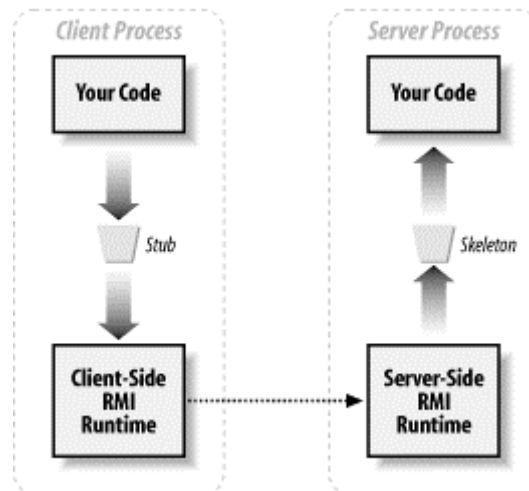 Client Process
Your Code
Stub
Client-Side
RMI
Runtime
Server Process
Your Code
Skeleton
Server-Side
RMI
Runtime